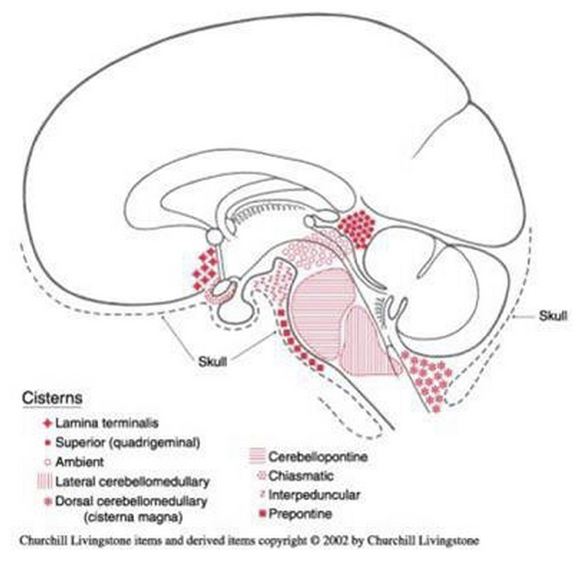 Skull
Skull
Cisterns
Lamina terminalis
Superior (quadrigeminal)
Ambient
Lateral cerebellomedullary
Dorsal cerebellomedullary
(cisterna magna)
Cerebellopontine
Chiasmatic
Interpeduncular
Prepontine
Churchill Livingstone items and derived items copyright © 2002 by Churchill Livingstone